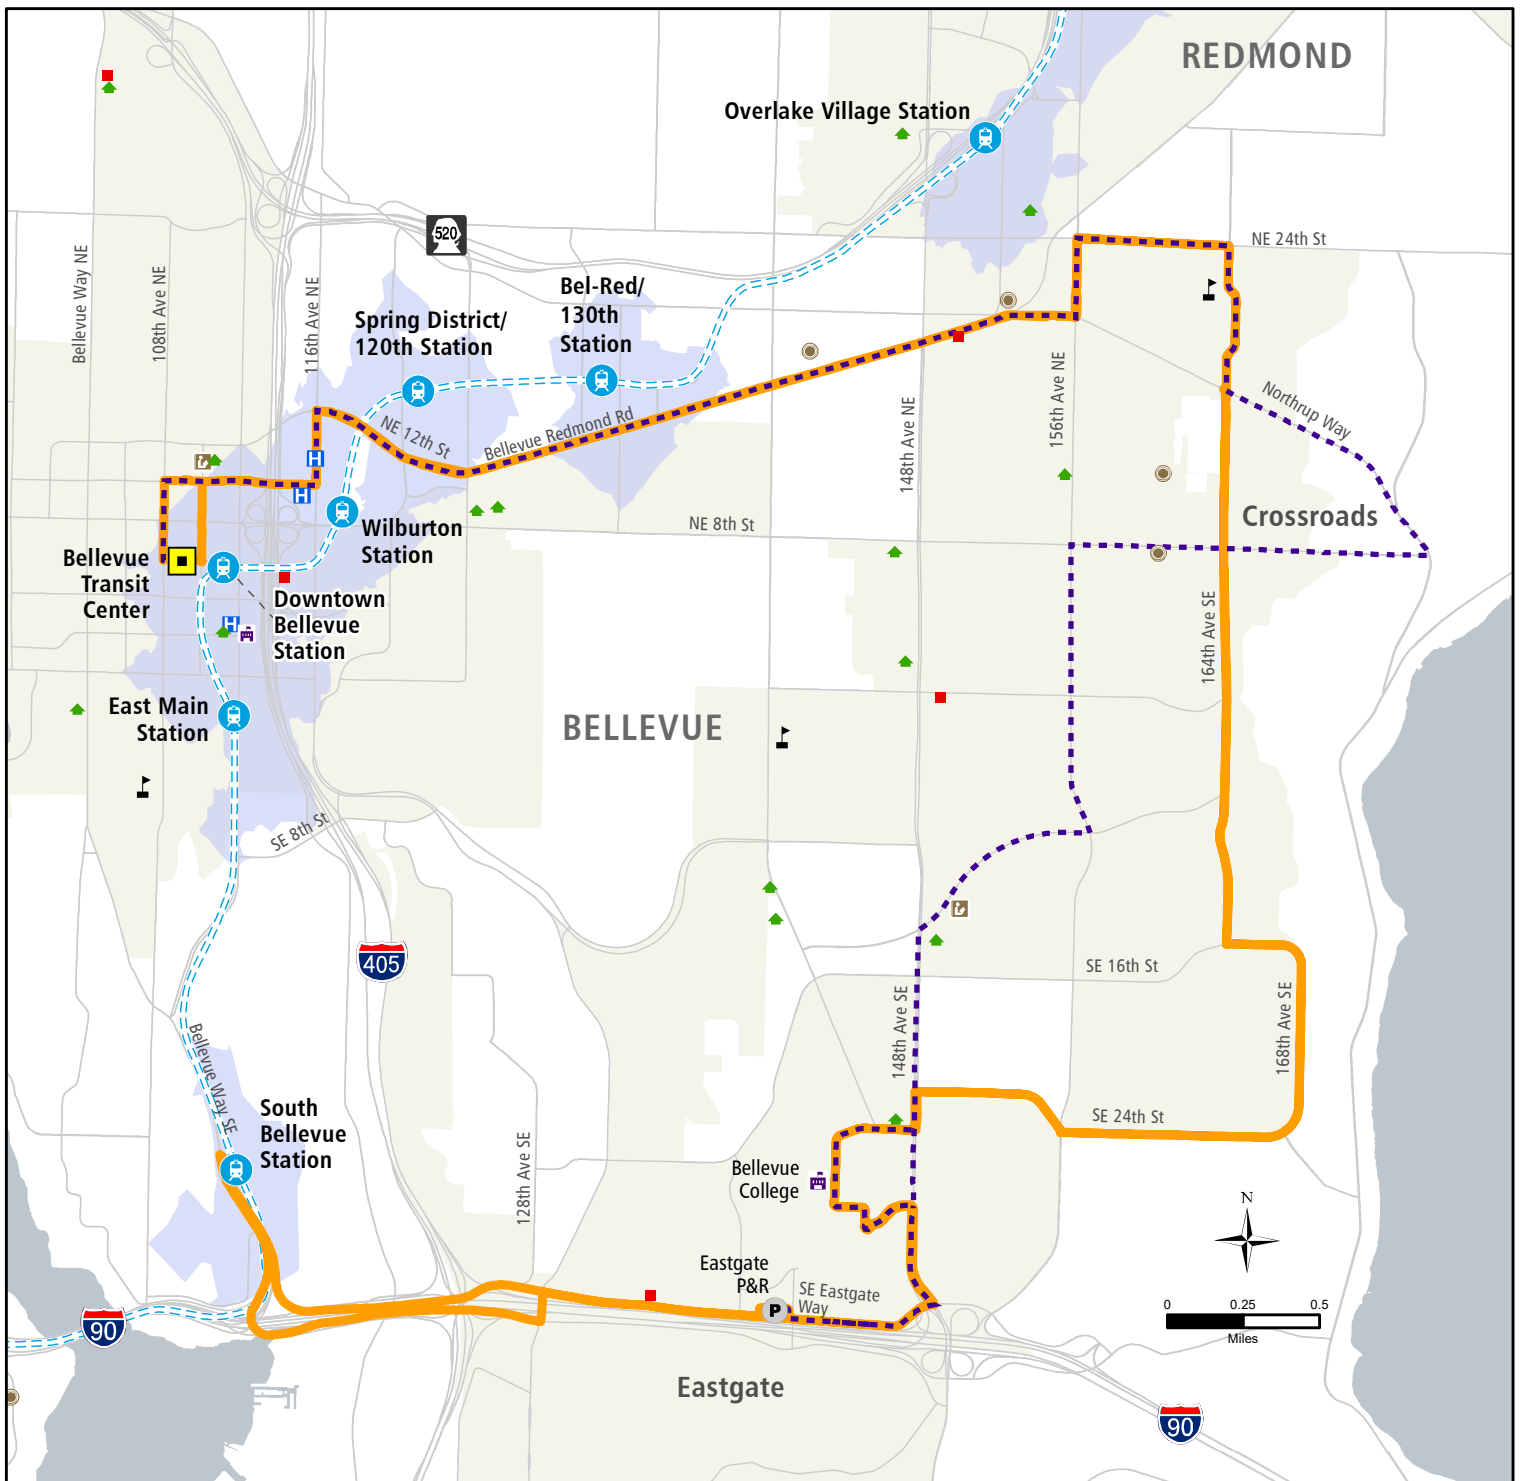 REDMOND
Overlake Village Station
520
NE 24th St
Bellevue Way NE
108th Ave NE
116th Ave NE
Bel-Red/
130th
Station
Spring District/
120th Station
156th Ave NE
148th Ave NE
Northrup Way
NE 12th St
Bellevue Redmond Rd
H
H
Wilburton
Station
NE 8th St
Crossroads
Bellevue
Transit
Center
Downtown
Bellevue
Station
H
164th Ave SE
East Main
Station
BELLEVUE
SE 8th St
405
SE 16th St
148th Ave SE
168th Ave SE
Bellevue Way SE
South
Bellevue
Station
SE 24th St
128th Ave SE
Bellevue
College
N
Eastgate
P&R
P
SE Eastgate
Way
0 0.25 0.5
Miles
90
Eastgate
90